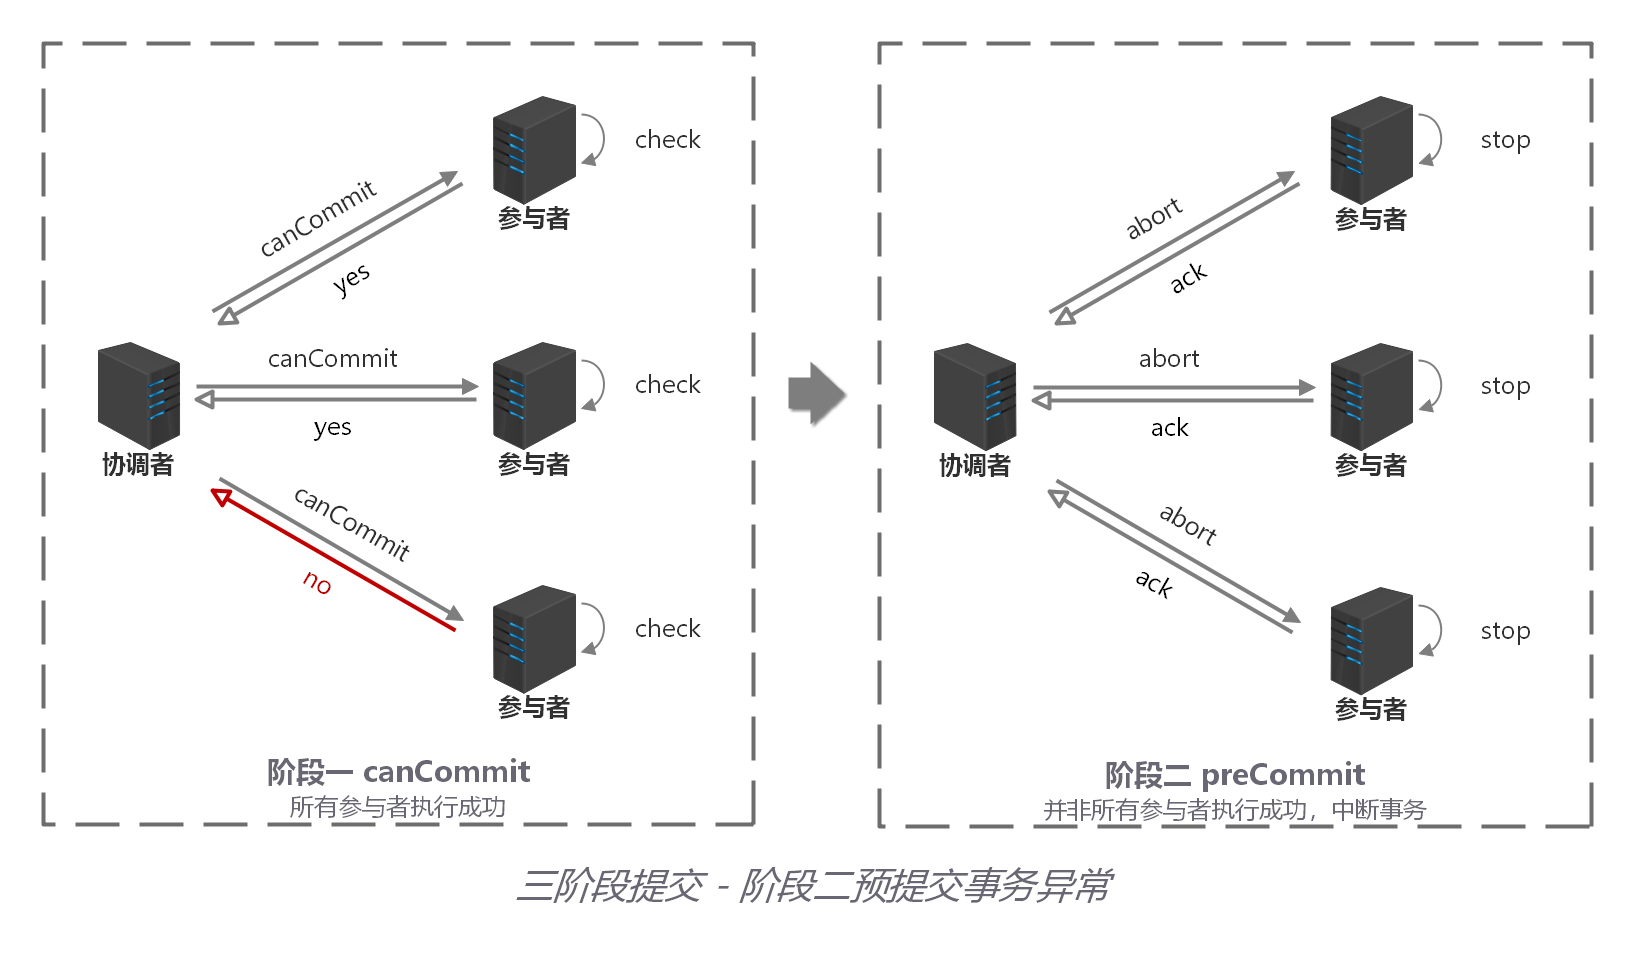 check
canCommit
yes
参与者
canCommit
check
yes
协调者
参与者
canCommit
no
check
参与者
阶段一 canCommit
所有参与者执行成功
stop
abort
ack
参与者
abort
stop
ack
协调者
参与者
abort
ack
stop
参与者
阶段二 preCommit
并非所有参与者执行成功，中断事务
三阶段提交 - 阶段二预提交事务异常